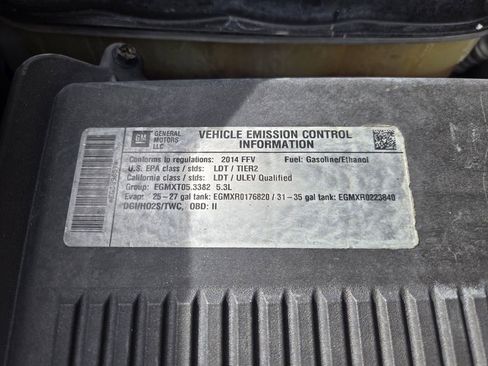 GM
GENERAL
MOTORS
LLC
VEHICLE EMISSION CONTROL
INFORMATION
Conforms to regulations: 2014 FFV Fuel: Gasoline/Ethanol
U.S. EPA class / stds: LDT / TIER2
California class / stds: LDT / ULEV Qualified
Group: EGMXT05.3382 5.3L
Evap: 25-27 gal tank: EGMXR0176820 / 31-35 gal tank: EGMXR0223840
DGI/HO2S/TWC, OBD: II